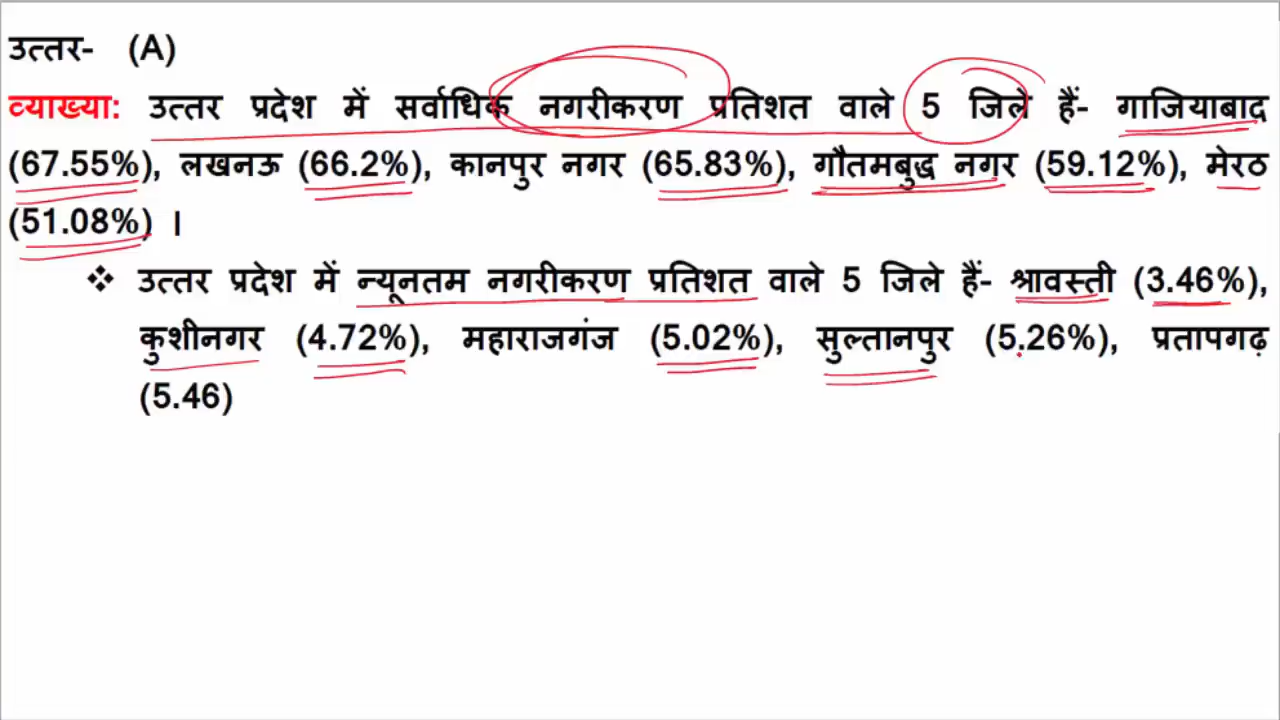 उत्तर- (A)
व्याख्या: उत्तर प्रदेश में सर्वाधिक नगरीकरण प्रतिशत वाले 5 जिले हैं- गाजियाबाद
(67.55%), लखनऊ (66.2%), कानपुर नगर (65.83%), गौतमबुद्ध नगर (59.12%), मेरठ
(51.08%) ।
❖ उत्तर प्रदेश में न्यूनतम नगरीकरण प्रतिशत वाले 5 जिले हैं- श्रावस्ती (3.46%),
कुशीनगर (4.72%), महाराजगंज (5.02%), सुल्तानपुर (5.26%), प्रतापगढ़
(5.46)